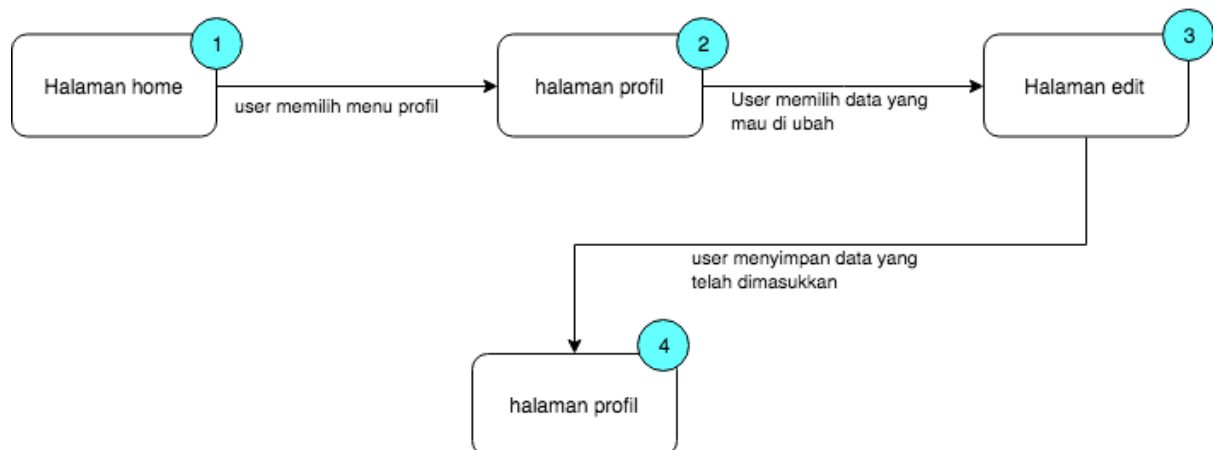 1
Halaman home
user memilih menu profil
2
halaman profil
User memilih data yang
mau di ubah
3
Halaman edit
user menyimpan data yang
telah dimasukkan
4
halaman profil